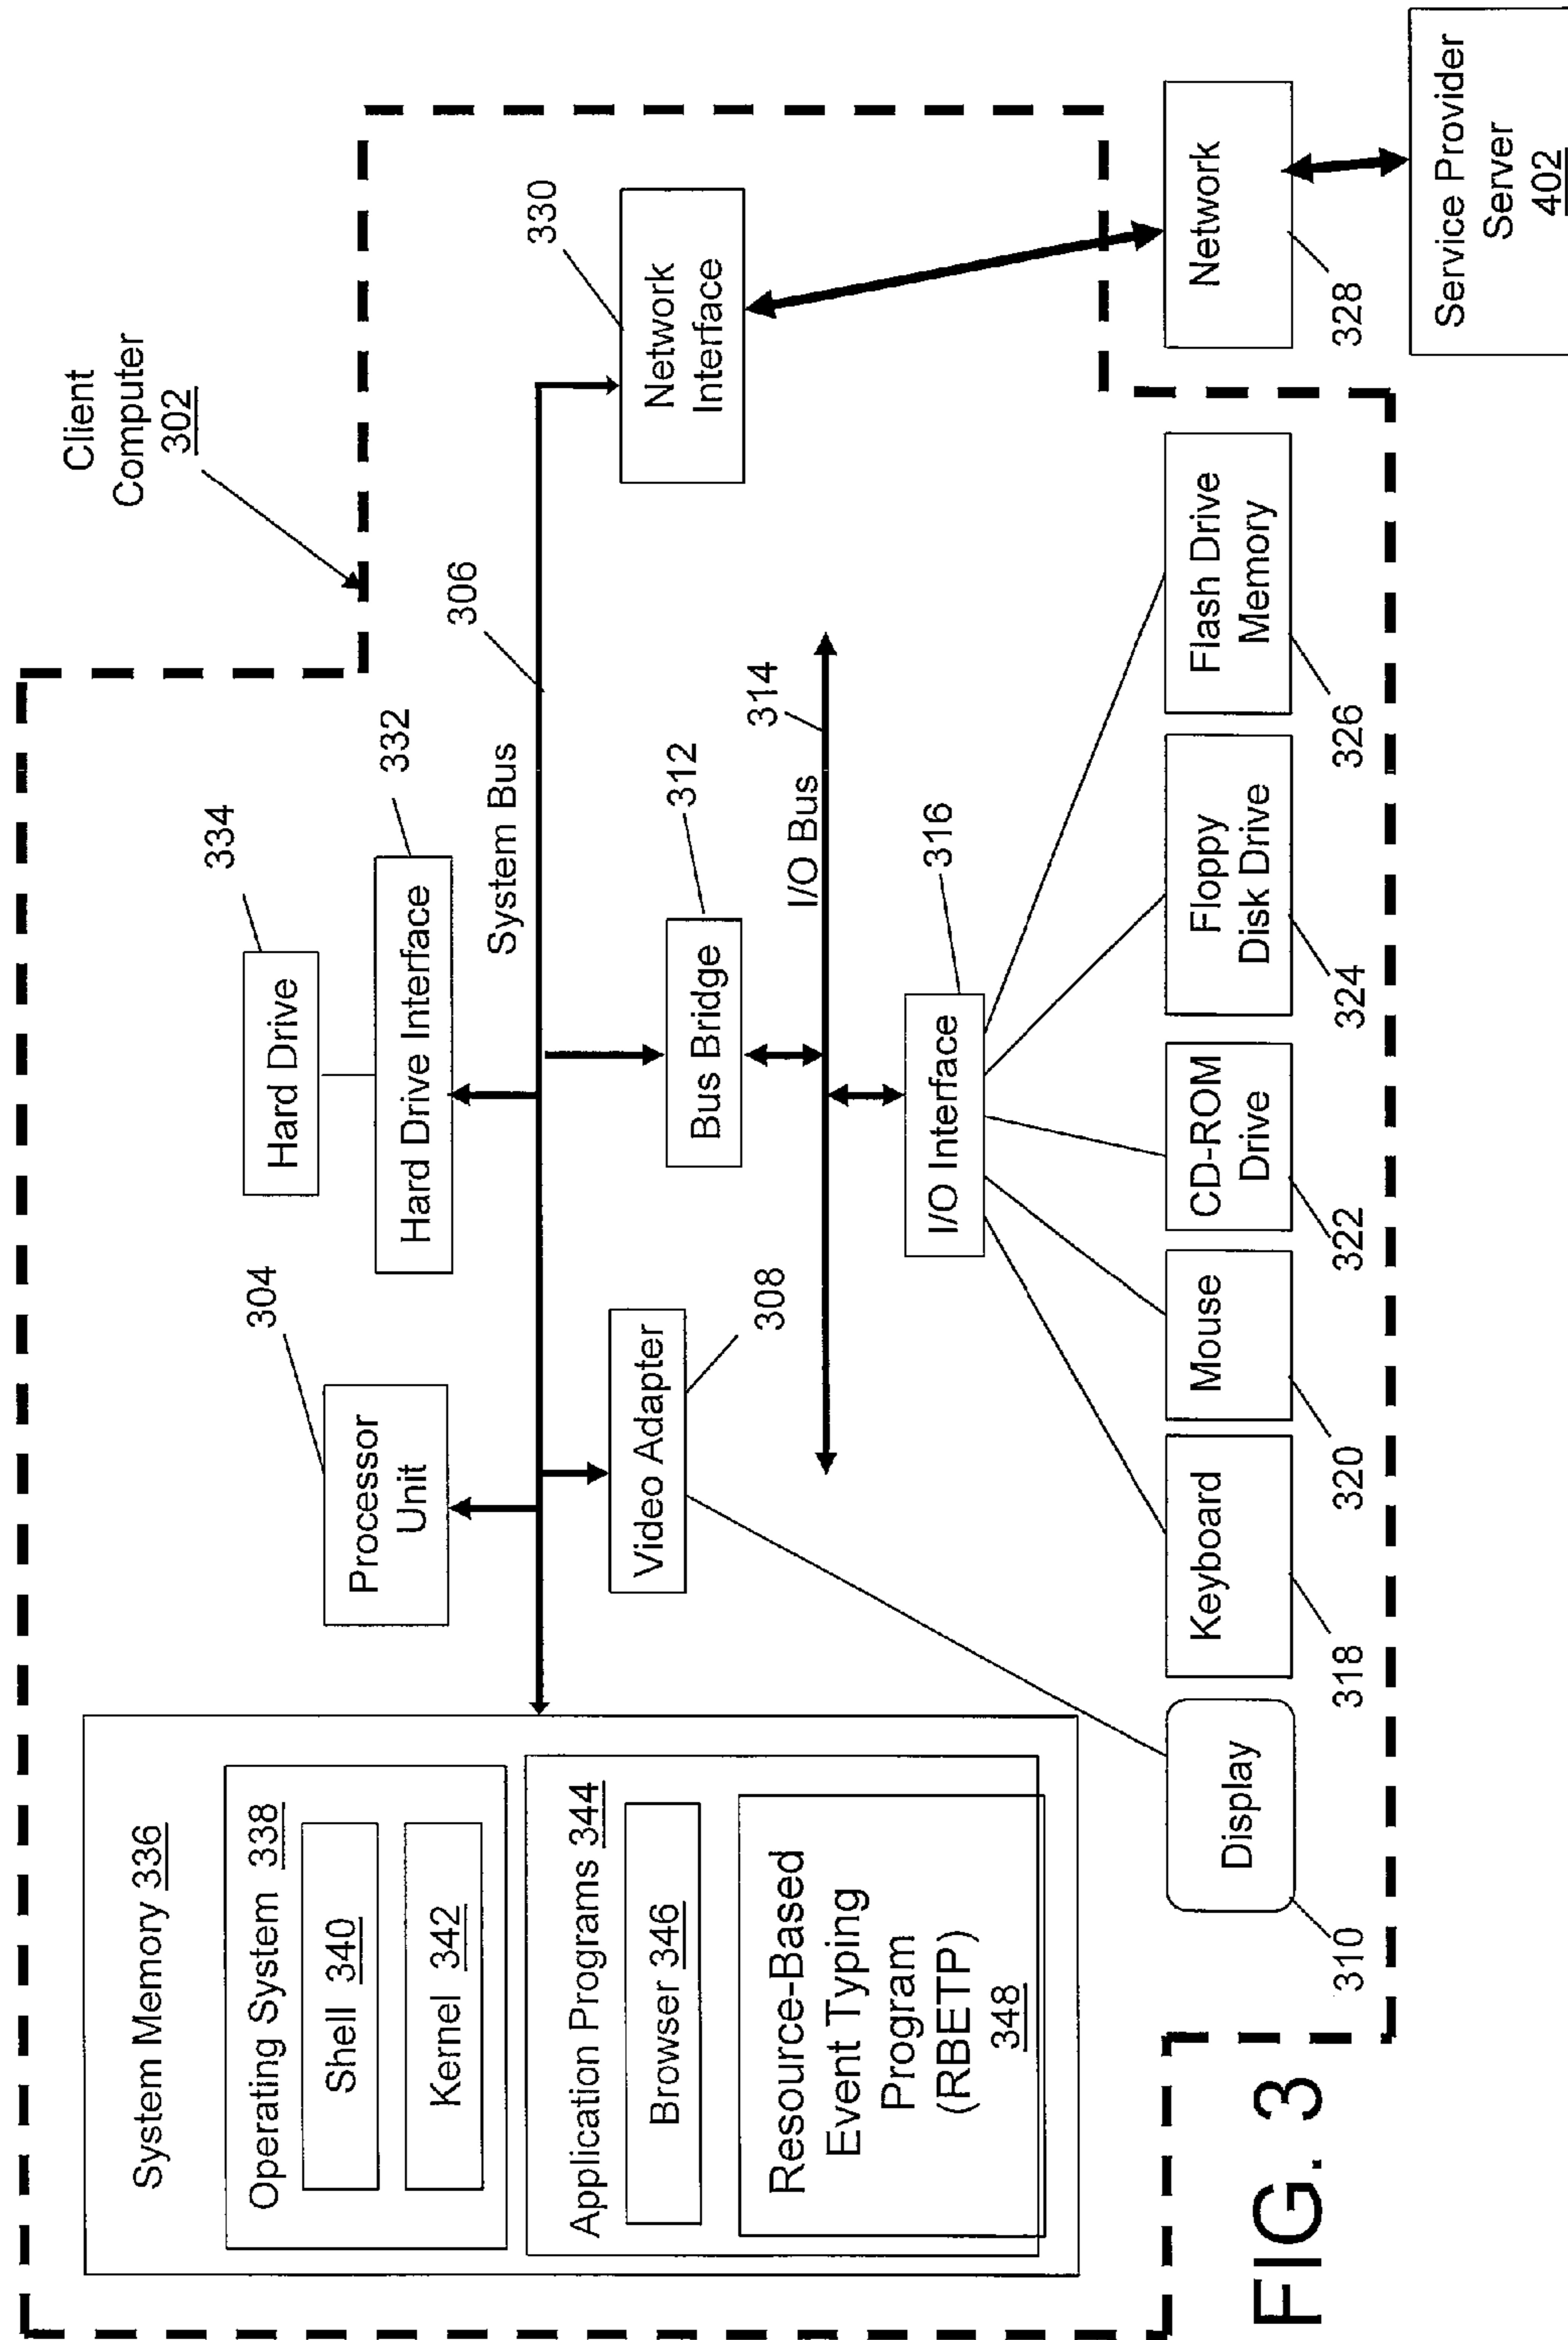 Client
Computer
302
System Memory 336
Operating System 338
Shell 340
Kernel 342
Application Programs 344
Browser 346
Resource-Based
Event Typing
Program
(RBETP)
348
304
Processor
Unit
334
Hard Drive
332
Hard Drive Interface
System Bus
306
330
Network
Interface
308
Video Adapter
312
Bus Bridge
314
I/O Bus
316
I/O Interface
Display
310
Keyboard
318
Mouse
320
CD-ROM
Drive
322
Floppy
Disk Drive
324
Flash Drive
Memory
326
Network
328
Service Provider
Server
402
FIG. 3